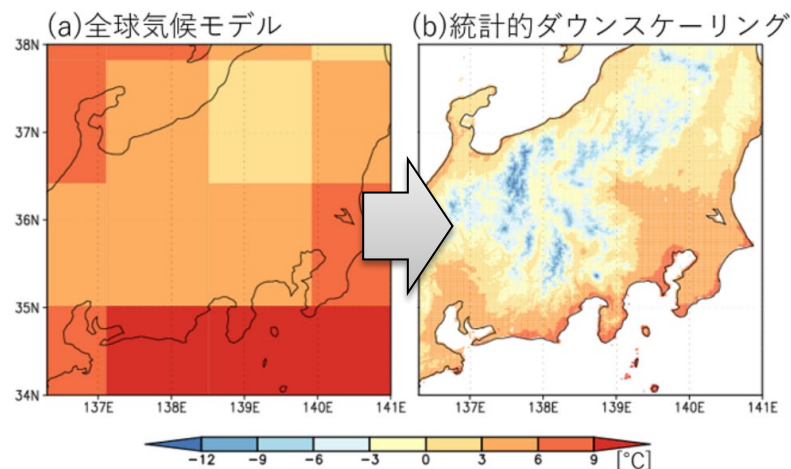 (a)全球気候モデル
(b)統計的ダウンスケーリング
38N
37N
36N
35N
34N
137E 138E 139E 140E 141E
137E 138E 139E 140E 141E
-12 -9 -6 -3 0 3 6 9 [°C]